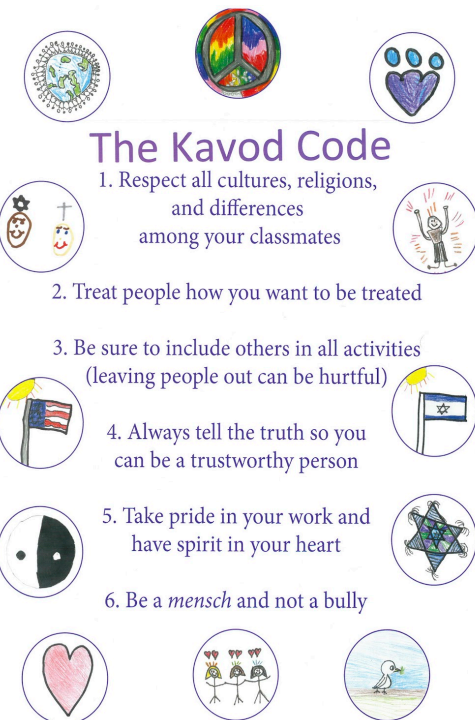 The Kavod Code
1. Respect all cultures, religions,
and differences
among your classmates
2. Treat people how you want to be treated
3. Be sure to include others in all activities
(leaving people out can be hurtful)
4. Always tell the truth so you
can be a trustworthy person
5. Take pride in your work and
have spirit in your heart
6. Be a mensch and not a bully